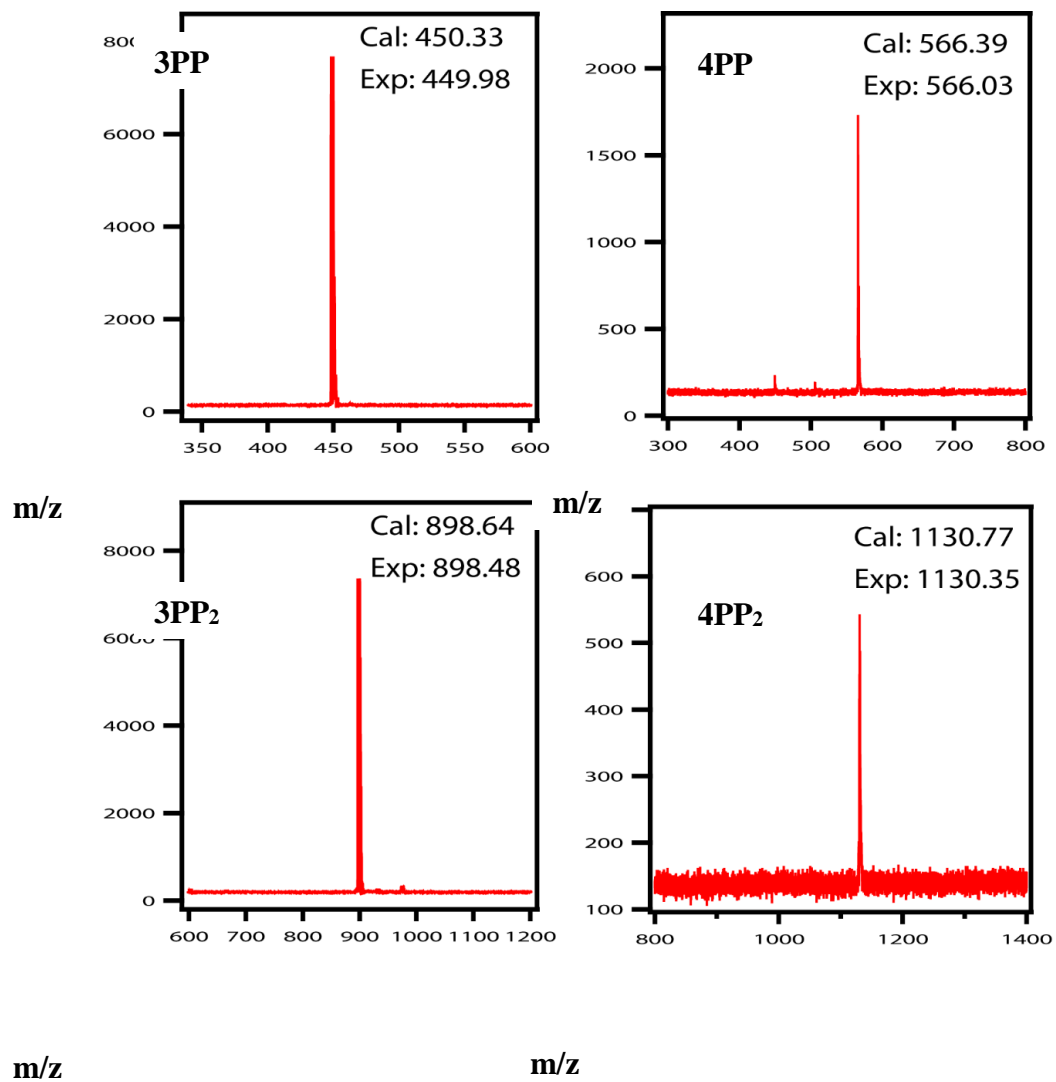 3PP
Cal: 450.33
Exp: 449.98
6000
4000
2000
0
350 400 450 500 550 600
4PP
Cal: 566.39
Exp: 566.03
2000
1500
1000
500
0
300 400 500 600 700 800
m/z
m/z
3PP₂
Cal: 898.64
Exp: 898.48
8000
4000
2000
0
600 700 800 900 1000 1100 1200
4PP₂
Cal: 1130.77
Exp: 1130.35
600
500
400
300
200
100
800 1000 1200 1400
m/z
m/z